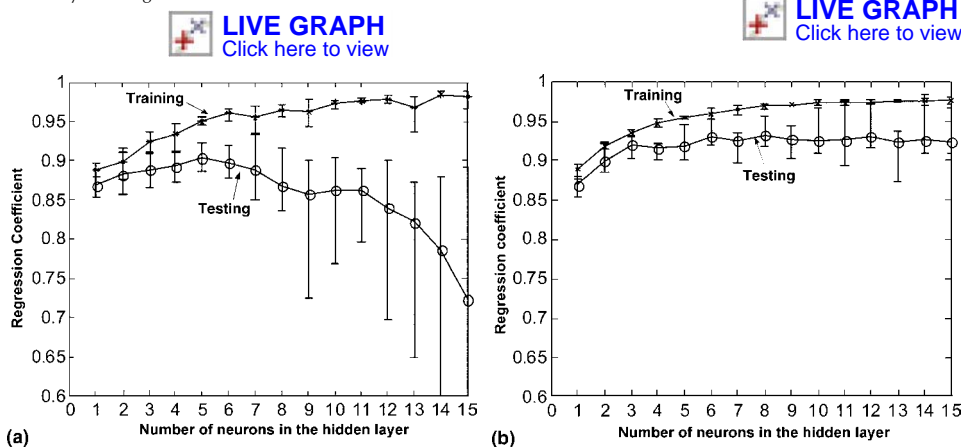 LIVE GRAPH
Click here to view
LIVE GRAPH
Click here to view
1
0.95
0.9
0.85
0.8
0.75
0.7
0.65
0.6
Regression Coefficient
Training
Testing
0 1 2 3 4 5 6 7 8 9 10 11 12 13 14 15
Number of neurons in the hidden layer
(a)
1
0.95
0.9
0.85
0.8
0.75
0.7
0.65
0.6
Regression coefficient
Training
Testing
0 1 2 3 4 5 6 7 8 9 10 11 12 13 14 15
Number of neurons in the hidden layer
(b)